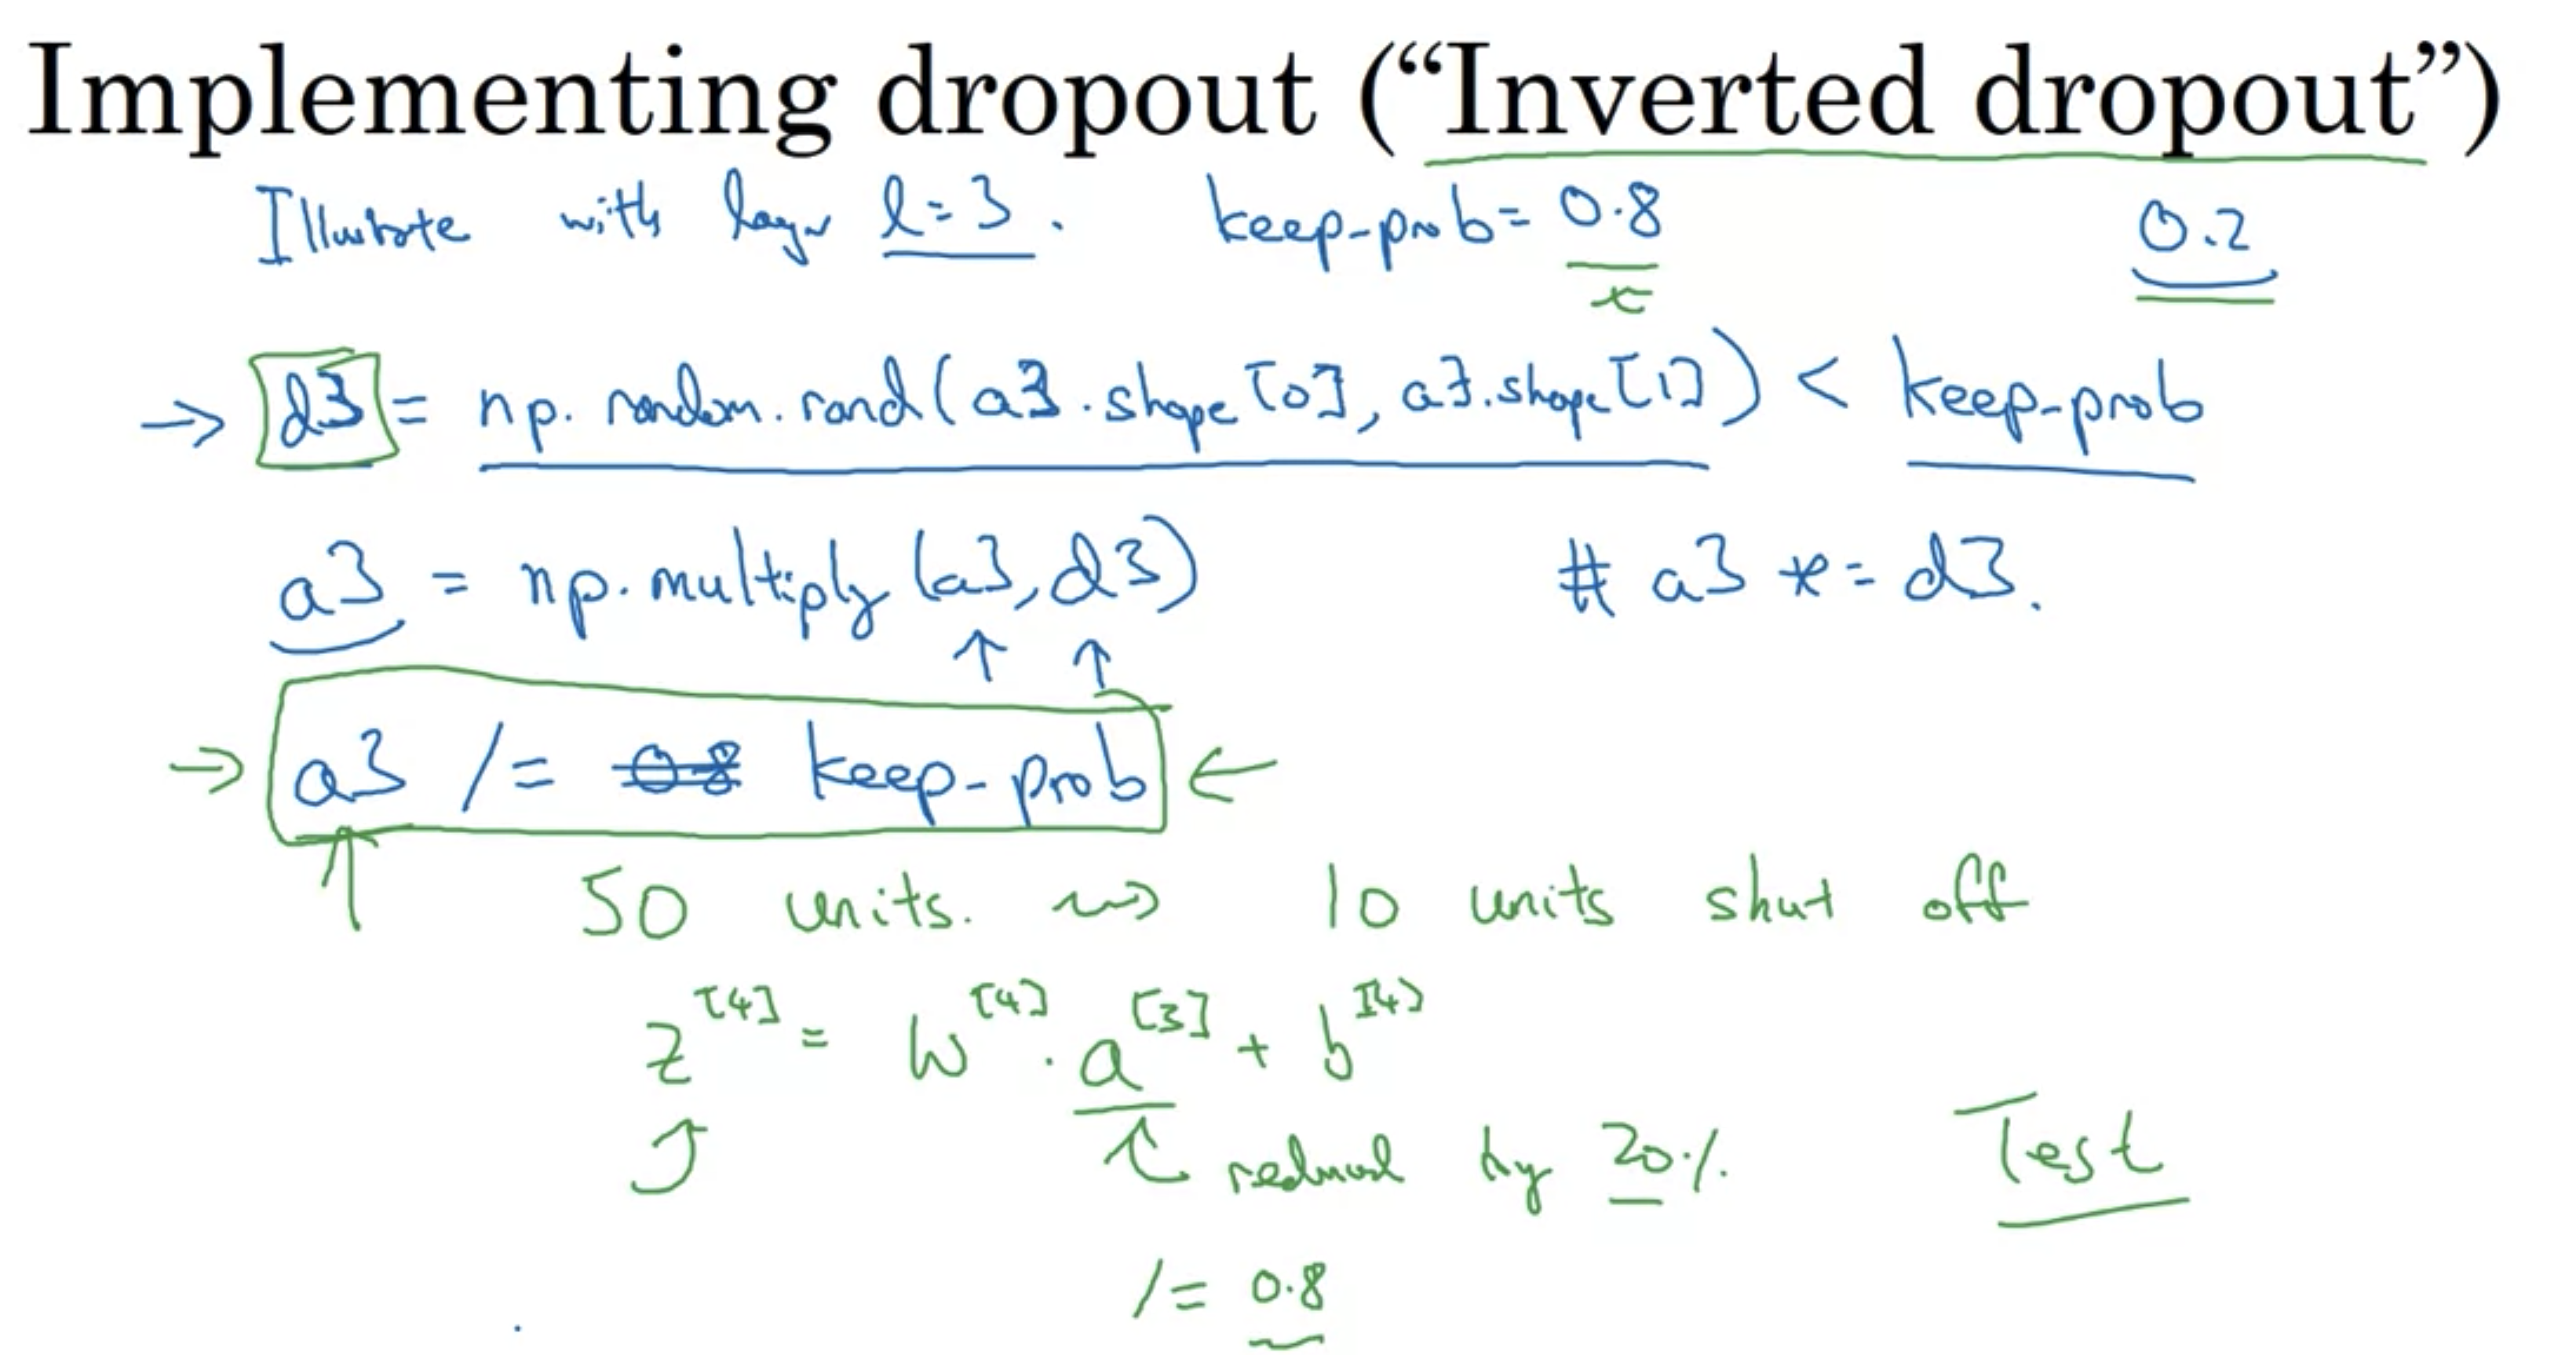 Implementing dropout (“Inverted dropout”)
Illustrate with layer l=3. keep-prob= 0.8 0.2
→ d3 = np.random.rand(a3.shape[0], a3.shape[1]) < keep-prob
a3 = np.multiply(a3,d3) # a3 *= d3.
↑ ↑
→ a3 /= 0.8 keep-prob ←
50 units. ⇝ 10 units shut off
z^[4] = W^[4] · a^[3] + b^[4]
reduced by 20% Test
/= 0.8